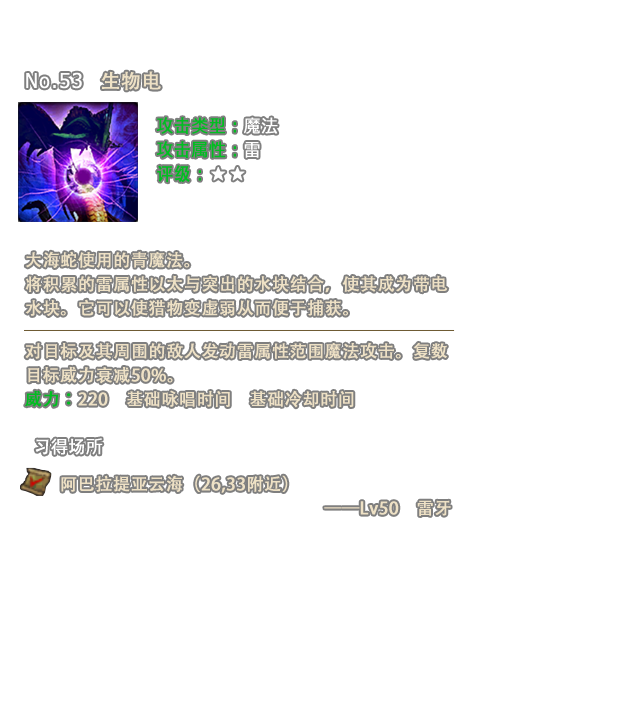 No.53 生物电
攻击类型：魔法
攻击属性：雷
评级：★★
大海蛇使用的青魔法。
将积累的雷属性以太与突出的水块结合，使其成为带电
水块。它可以使猎物变虚弱从而便于捕获。
对目标及其周围的敌人发动雷属性范围魔法攻击。复数
目标威力衰减50%。
威力：220 基础咏唱时间 基础冷却时间
习得场所
阿巴拉提亚云海（26,33附近）
——Lv50 雷牙